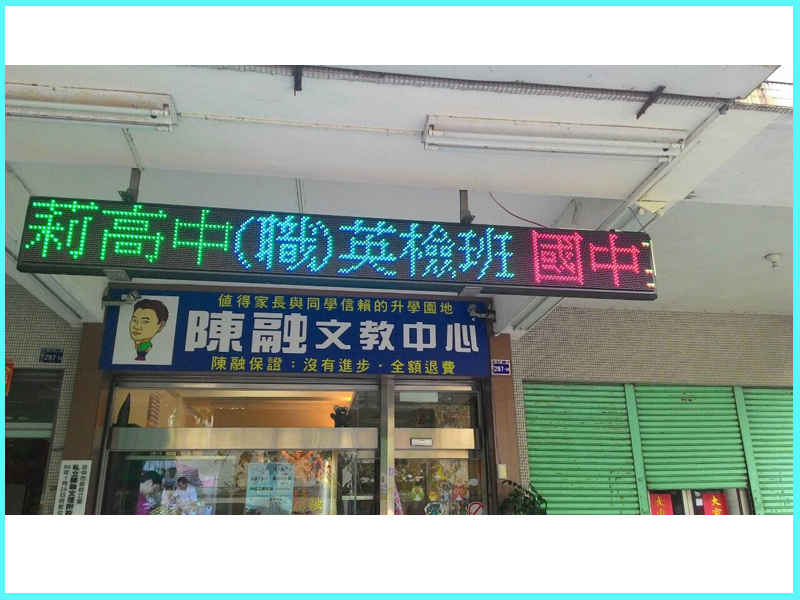 莉高中(職)英檢班 國中
值得家長與同學信賴的升學園地
陳融文教中心
陳融保證：沒有進步・全額退費
297
297